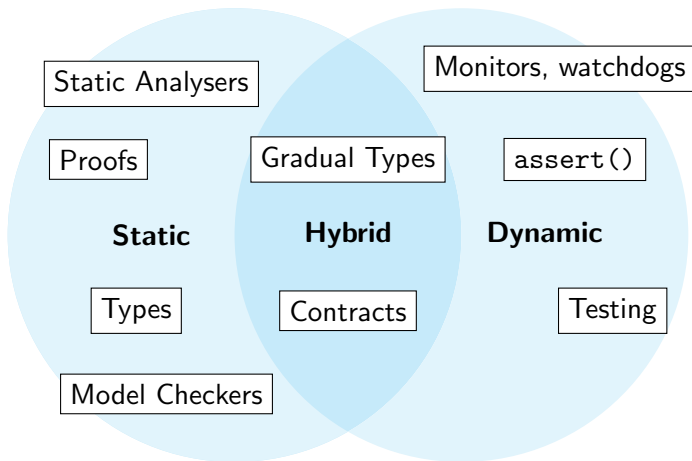 Static Analysers
Monitors, watchdogs
Proofs
Gradual Types
assert()
Static
Hybrid
Dynamic
Types
Contracts
Testing
Model Checkers